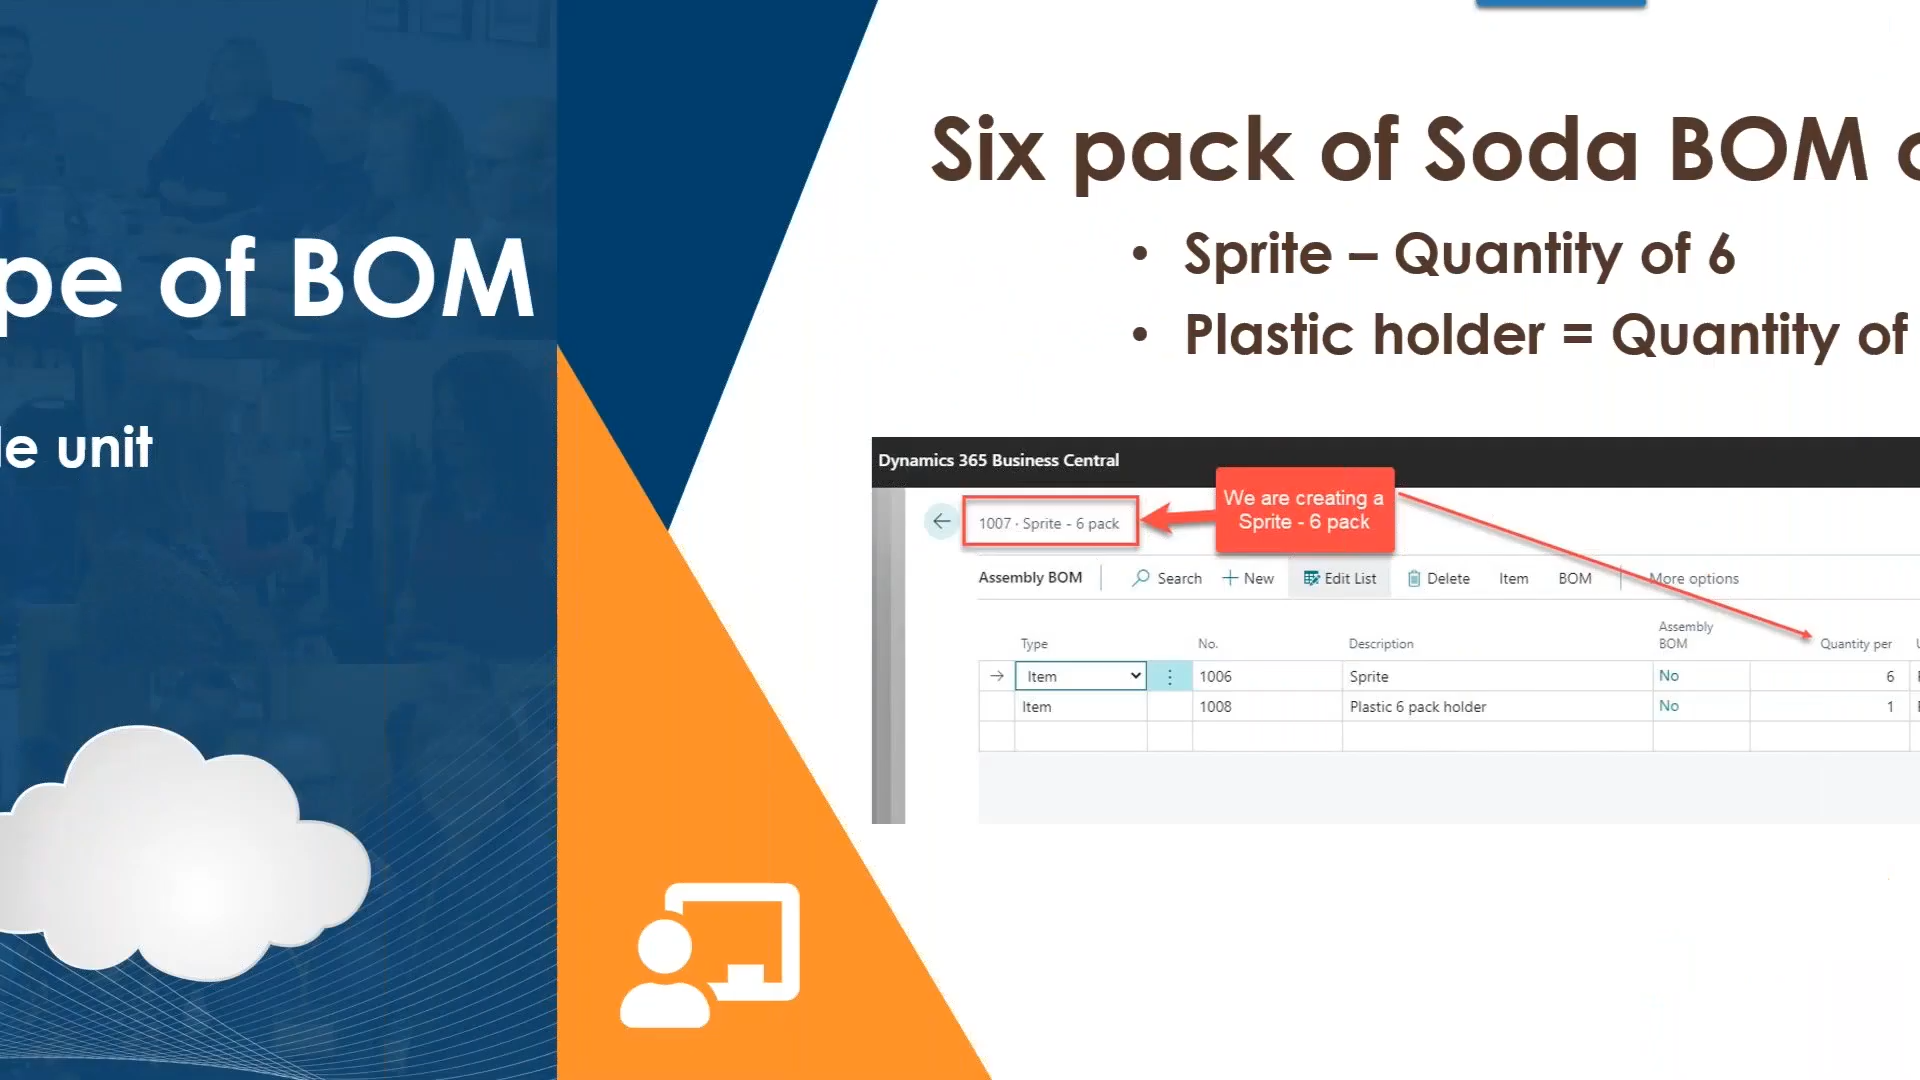 pe of BOM
le unit
Six pack of Soda BOM
• Sprite – Quantity of 6
• Plastic holder = Quantity of
Dynamics 365 Business Central
We are creating a
Sprite - 6 pack
1007 · Sprite - 6 pack
Assembly BOM Search New Edit List Delete Item BOM More options
Type No. Description Assembly BOM Quantity per
Item 1006 Sprite No 6
Item 1008 Plastic 6 pack holder No 1